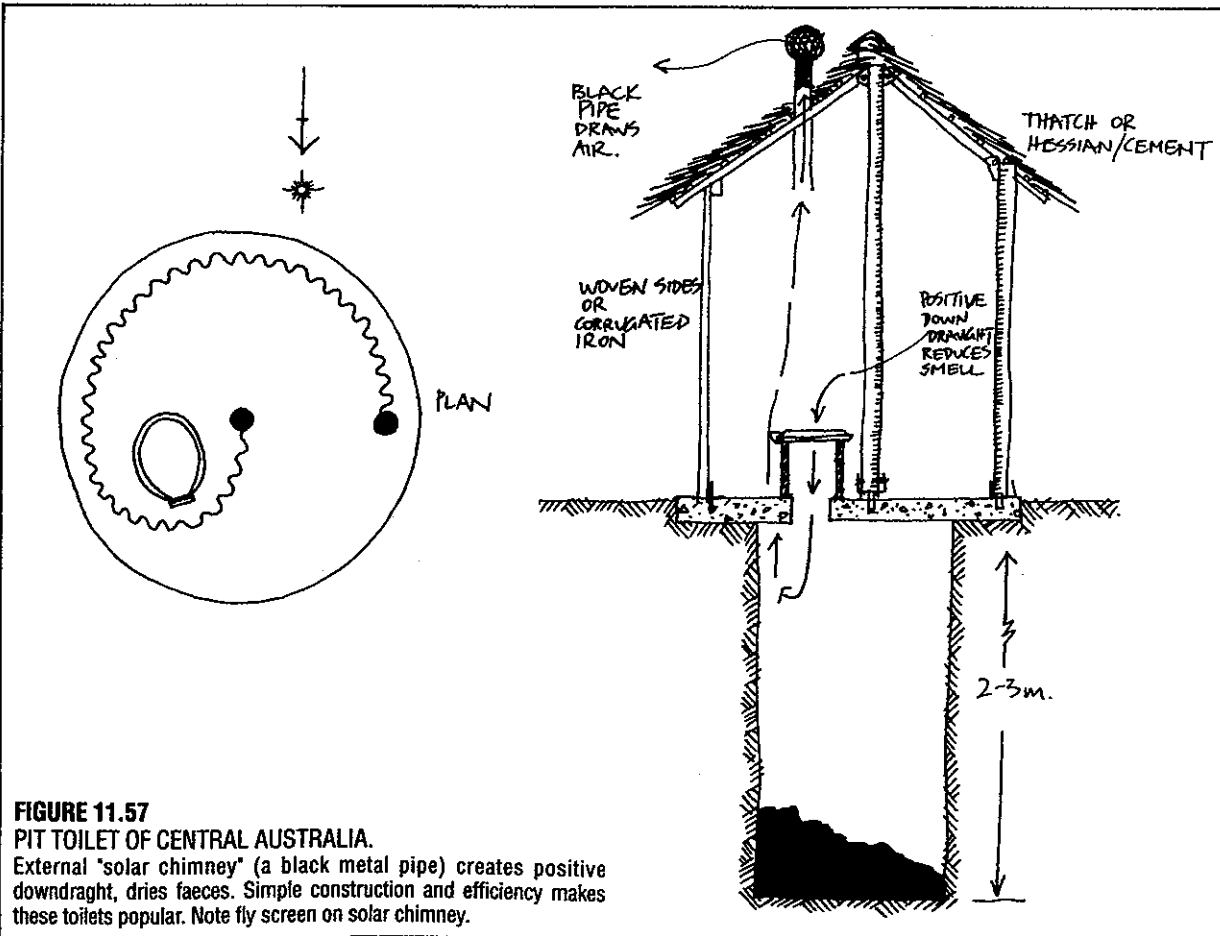 BLACK
PIPE
DRAWS
AIR.
THATCH OR
HESSIAN/CEMENT
WOVEN SIDES
OR
CORRUGATED
IRON
POSITIVE
DOWN
DRAUGHT
REDUCES
SMELL
PLAN
2-3m.
FIGURE 11.57
PIT TOILET OF CENTRAL AUSTRALIA.
External "solar chimney" (a black metal pipe) creates positive
downdraght, dries faeces. Simple construction and efficiency makes
these toilets popular. Note fly screen on solar chimney.